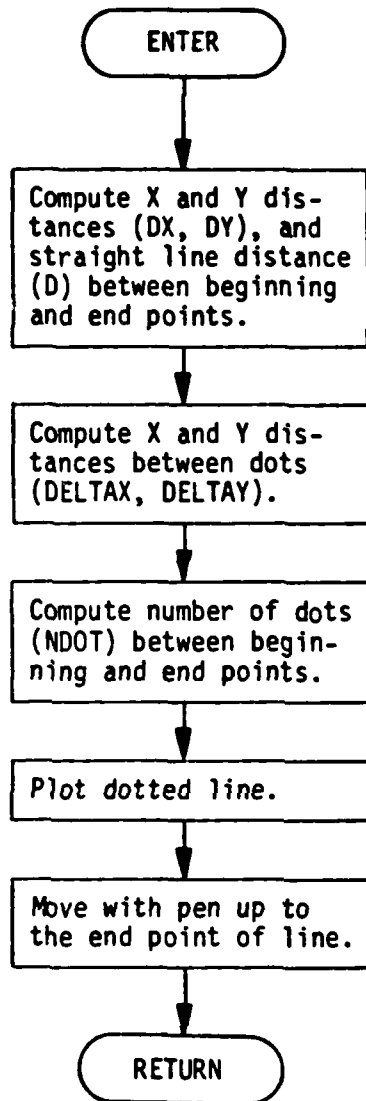 ENTER
Compute X and Y dis-
tances (DX, DY), and
straight line distance
(D) between beginning
and end points.
Compute X and Y dis-
tances between dots
(DELTAX, DELTAY).
Compute number of dots
(NDOT) between begin-
ning and end points.
Plot dotted line.
Move with pen up to
the end point of line.
RETURN